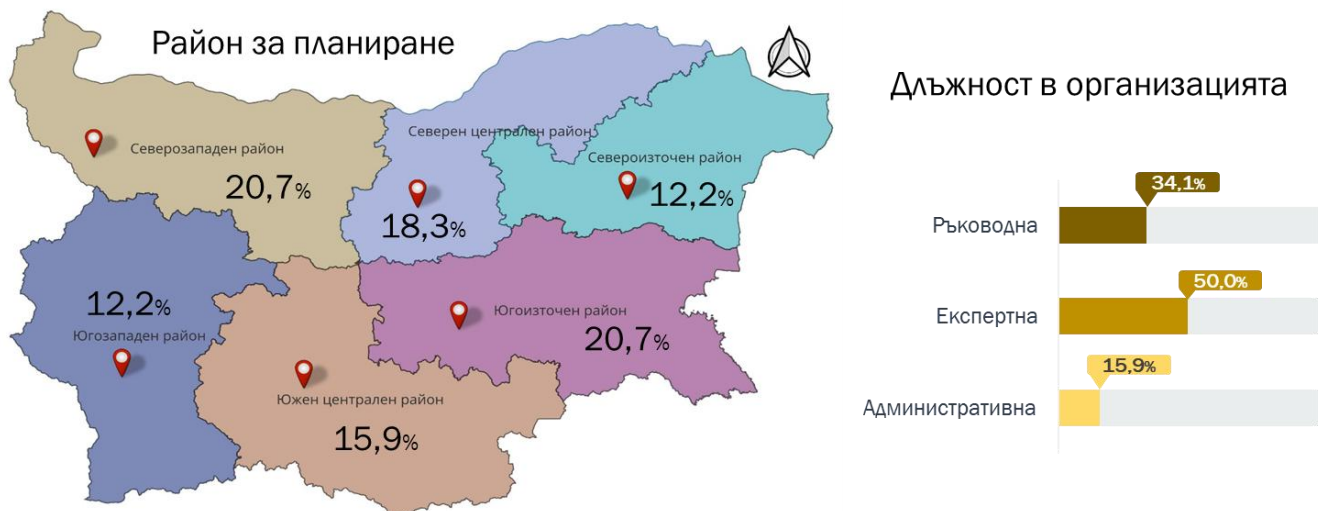 Район за планиране
Северозападен район
20,7%
Северен централен район
18,3%
Североизточен район
12,2%
12,2%
Югозападен район
Южен централен район
15,9%
Югоизточен район
20,7%
Длъжност в организацията
34,1%
Ръководна
50,0%
Експертна
15,9%
Административна